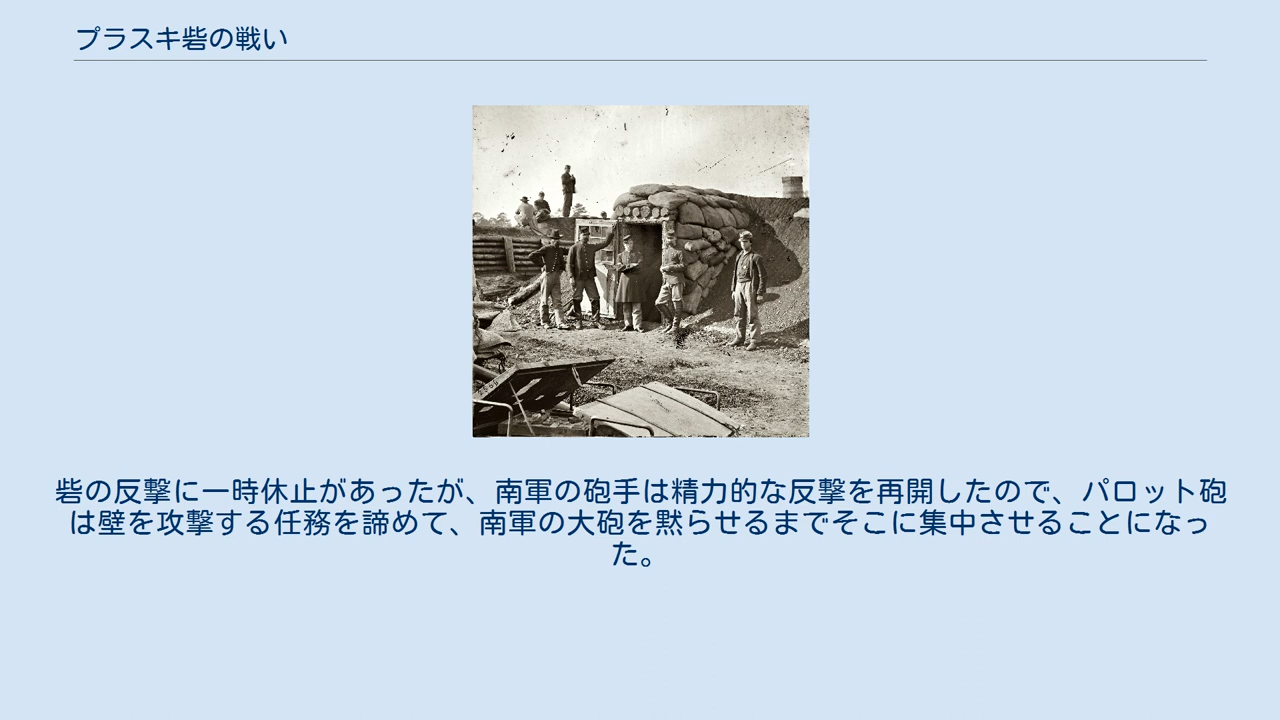 プラスキ砦の戦い
砦の反撃に一時休止があったが、南軍の砲手は精力的な反撃を再開したので、パロット砲
は壁を攻撃する任務を諦めて、南軍の大砲を黙らせるまでそこに集中させることになっ
た。